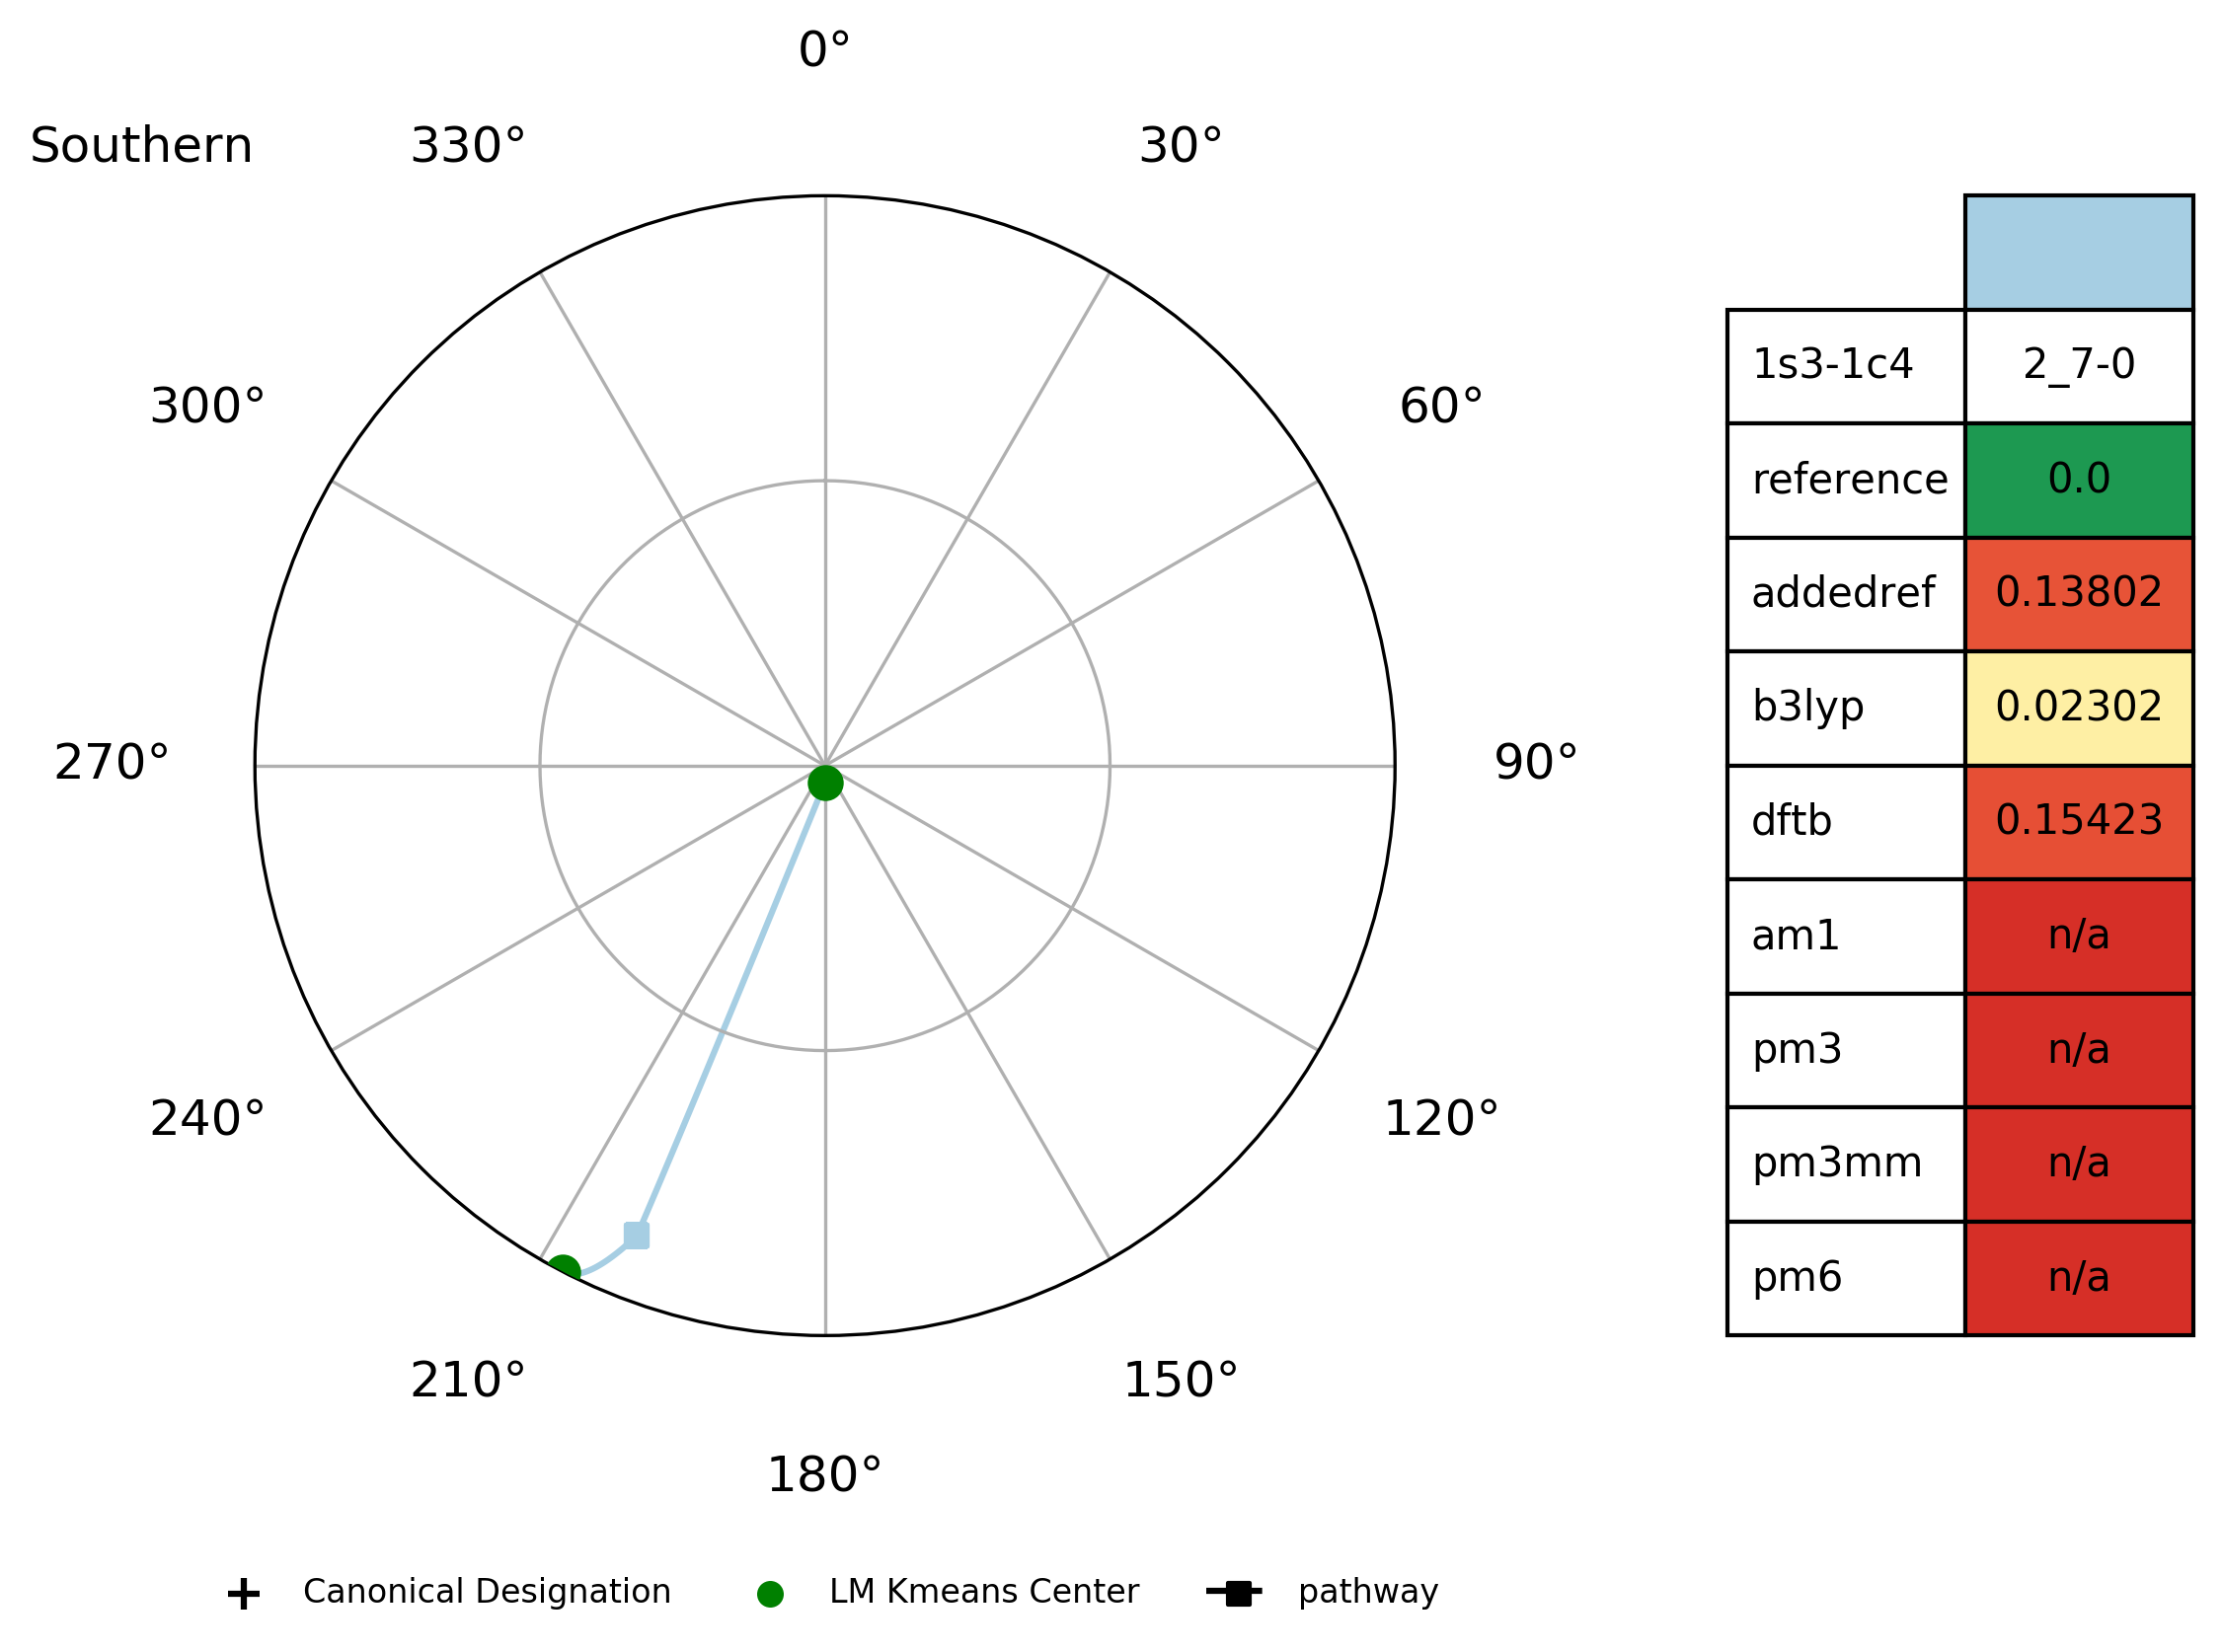 0°
Southern
330°
30°
300°
60°
270°
90°
240°
120°
210°
150°
180°
1s3-1c4 2_7-0
reference 0.0
addedref 0.13802
b3lyp 0.02302
dftb 0.15423
am1 n/a
pm3 n/a
pm3mm n/a
pm6 n/a
Canonical Designation
LM Kmeans Center
pathway